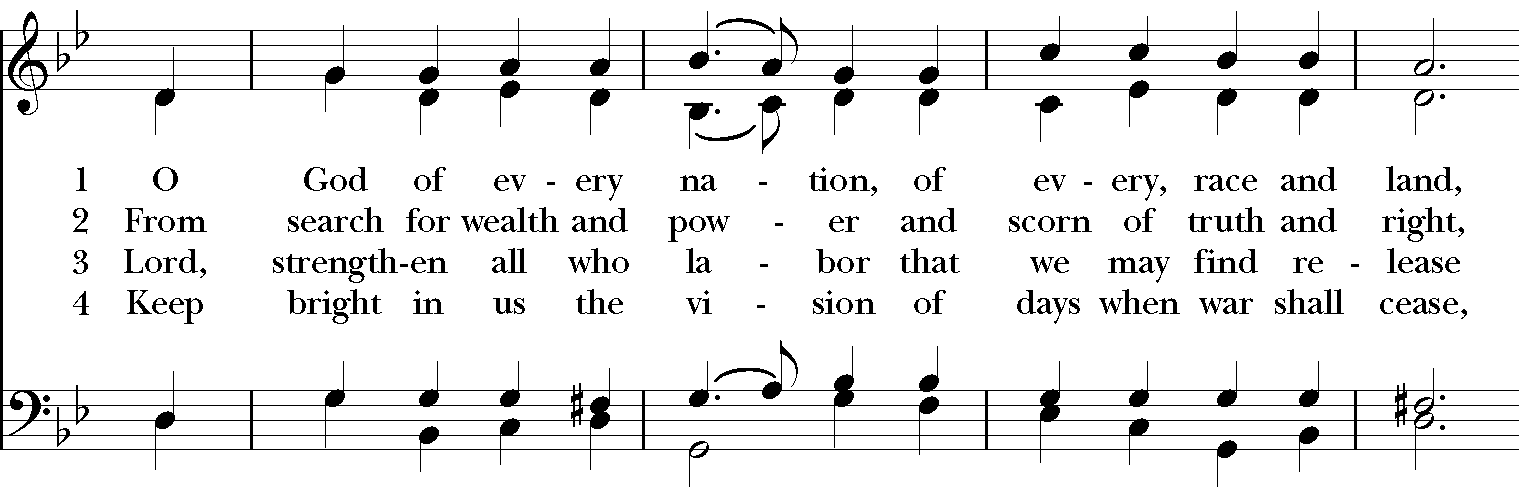 1 O God of ev - ery na - tion, of ev - ery, race and land,
2 From search for wealth and pow - er and scorn of truth and right,
3 Lord, strength-en all who la - bor that we may find re - lease
4 Keep bright in us the vi - sion of days when war shall cease,